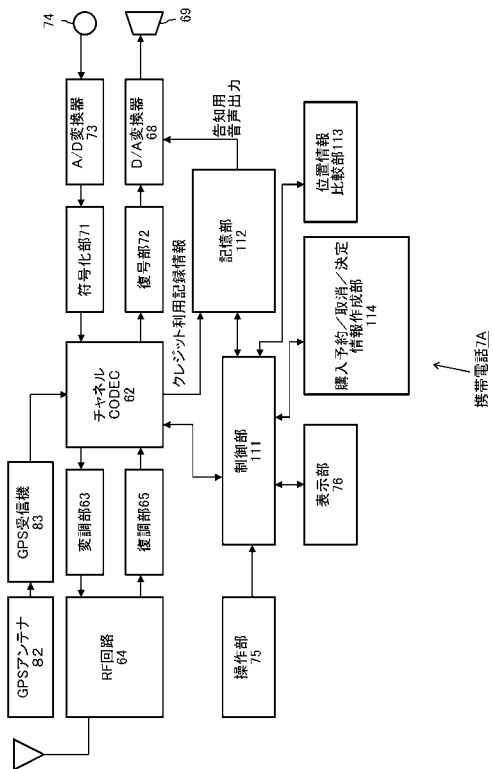 GPSアンテナ
82
GPS受信機
83
RF回路
64
変調部63
復調部65
チャネル
CODEC
62
符号化部71
復号部72
A/D変換器
73
D/A変換器
68
74
69
クレジット利用記録情報
告知用
音声出力
操作部
75
制御部
111
記憶部
112
表示部
76
購入予約/取消/決定
情報作成部
114
位置情報
比較部113
携帯電話7A